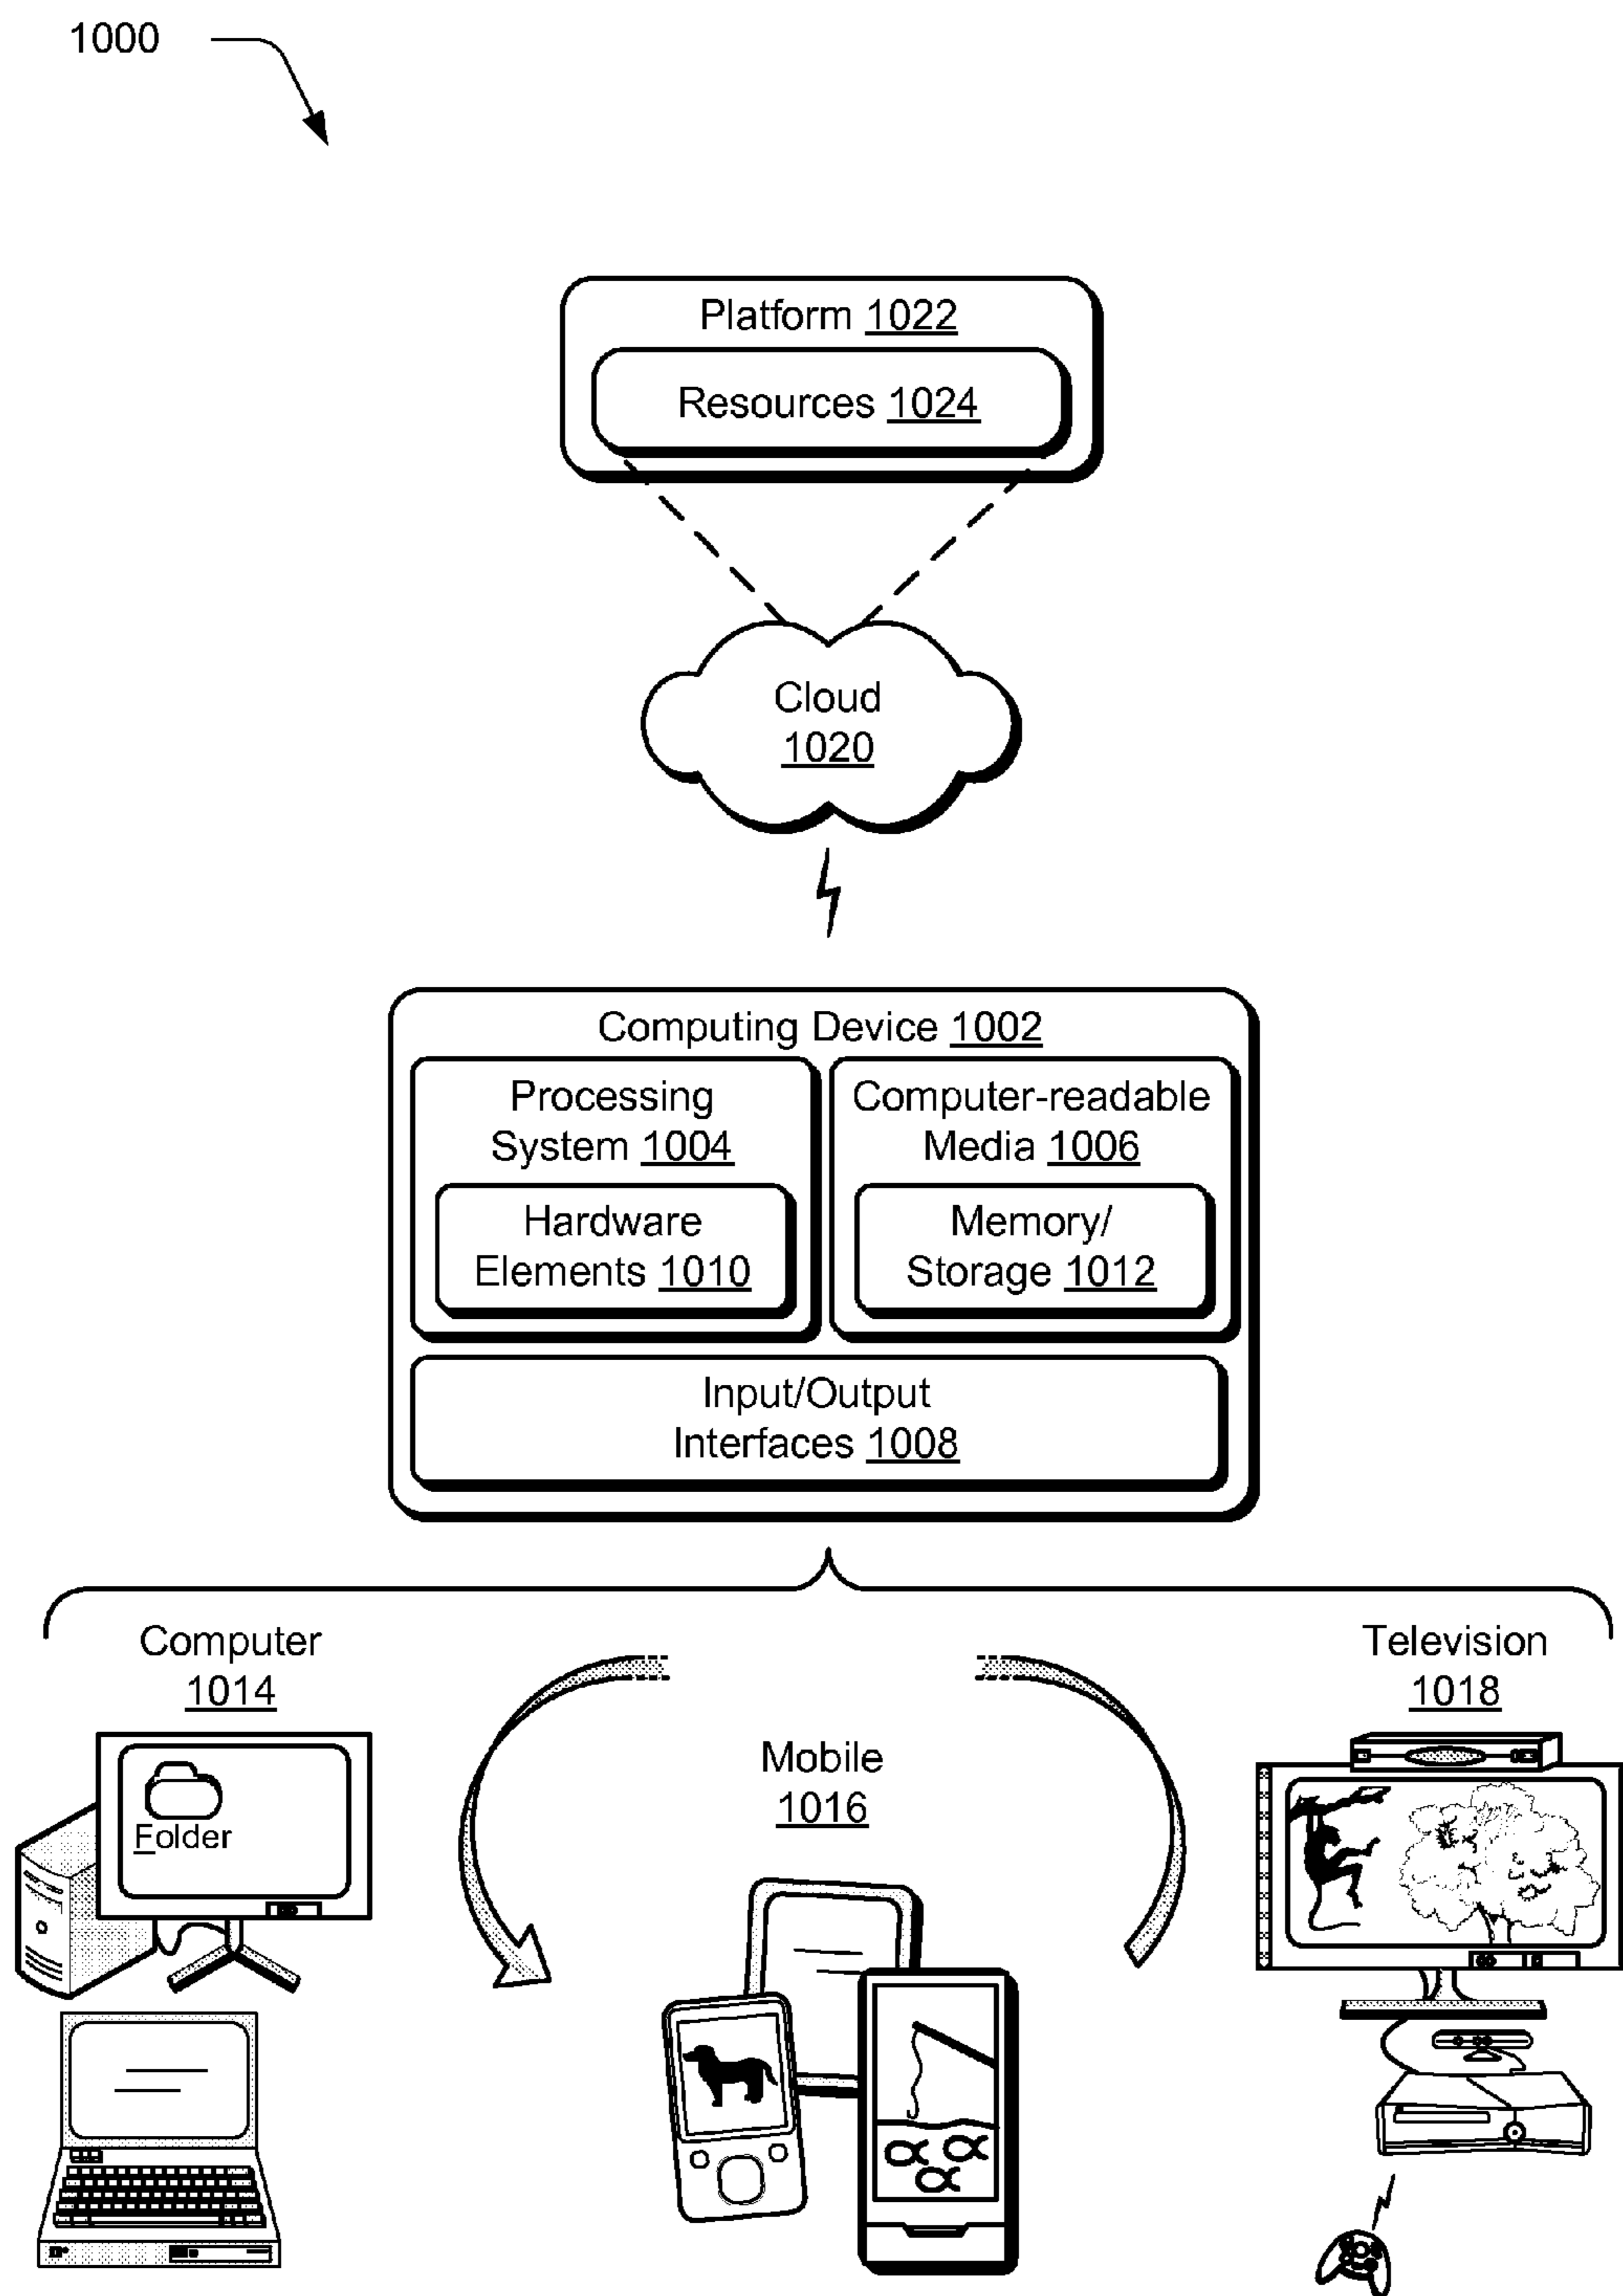 1000
Platform 1022
Resources 1024
Cloud
1020
Computing Device 1002
Processing
System 1004
Computer-readable
Media 1006
Hardware
Elements 1010
Memory/
Storage 1012
Input/Output
Interfaces 1008
Computer
1014
Television
1018
Mobile
1016
Folder